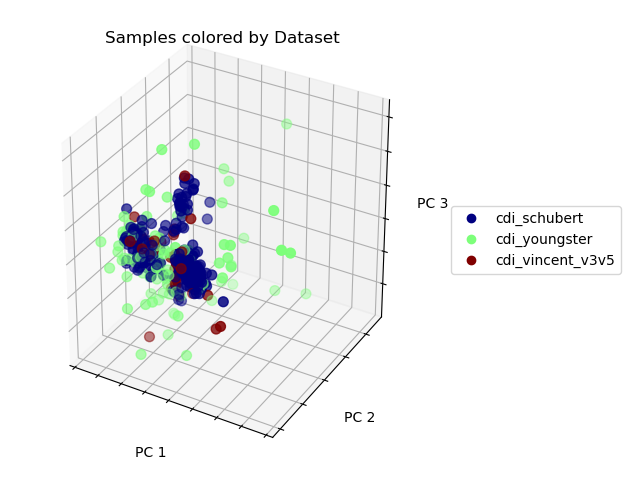 Samples colored by Dataset
PC 3
cdi_schubert
cdi_youngster
cdi_vincent_v3v5
PC 2
PC 1